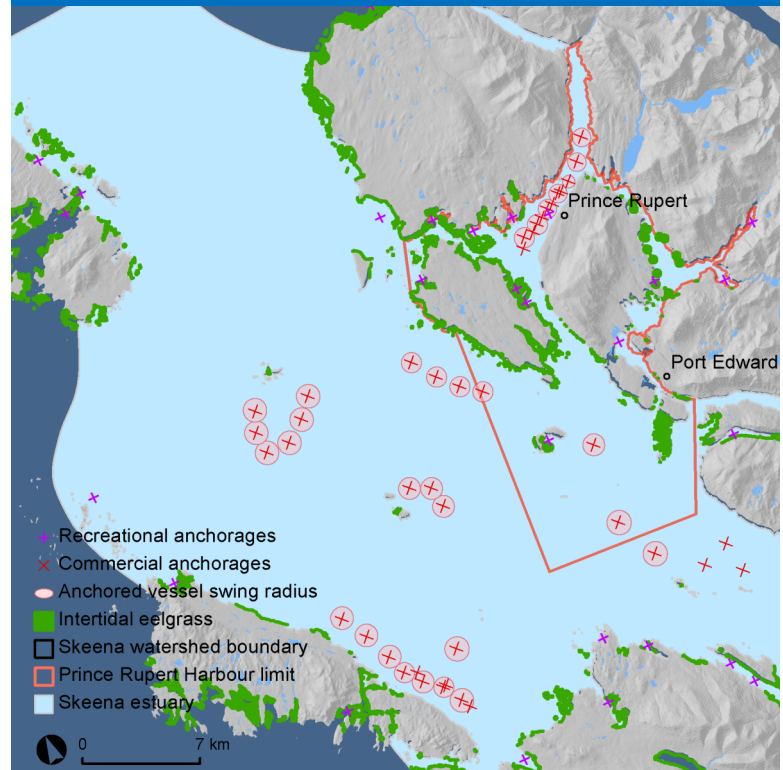 Prince Rupert
Port Edward
Recreational anchorages
Commercial anchorages
Anchored vessel swing radius
Intertidal eelgrass
Skeena watershed boundary
Prince Rupert Harbour limit
Skeena estuary
0 7 km